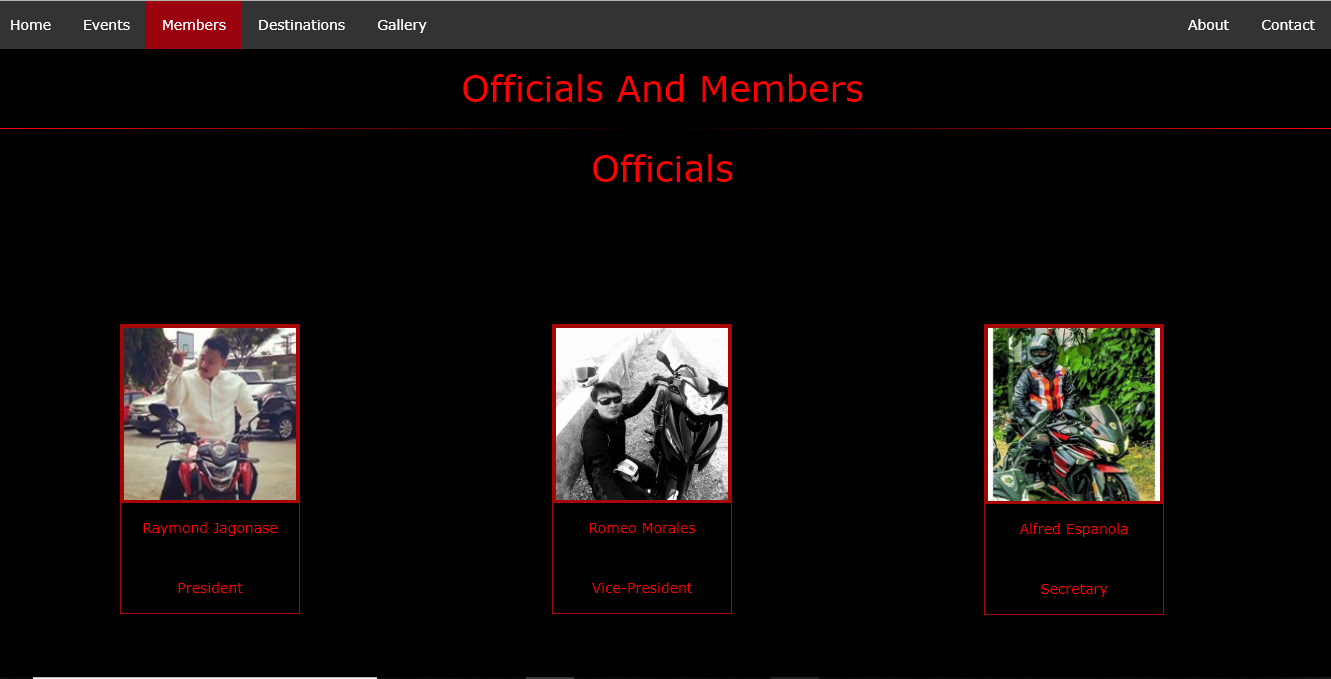 Home Events Members Destinations Gallery About Contact
Officials And Members
Officials
Raymond Jagonase Romeo Morales Alfred Espanola
President Vice-President Secretary